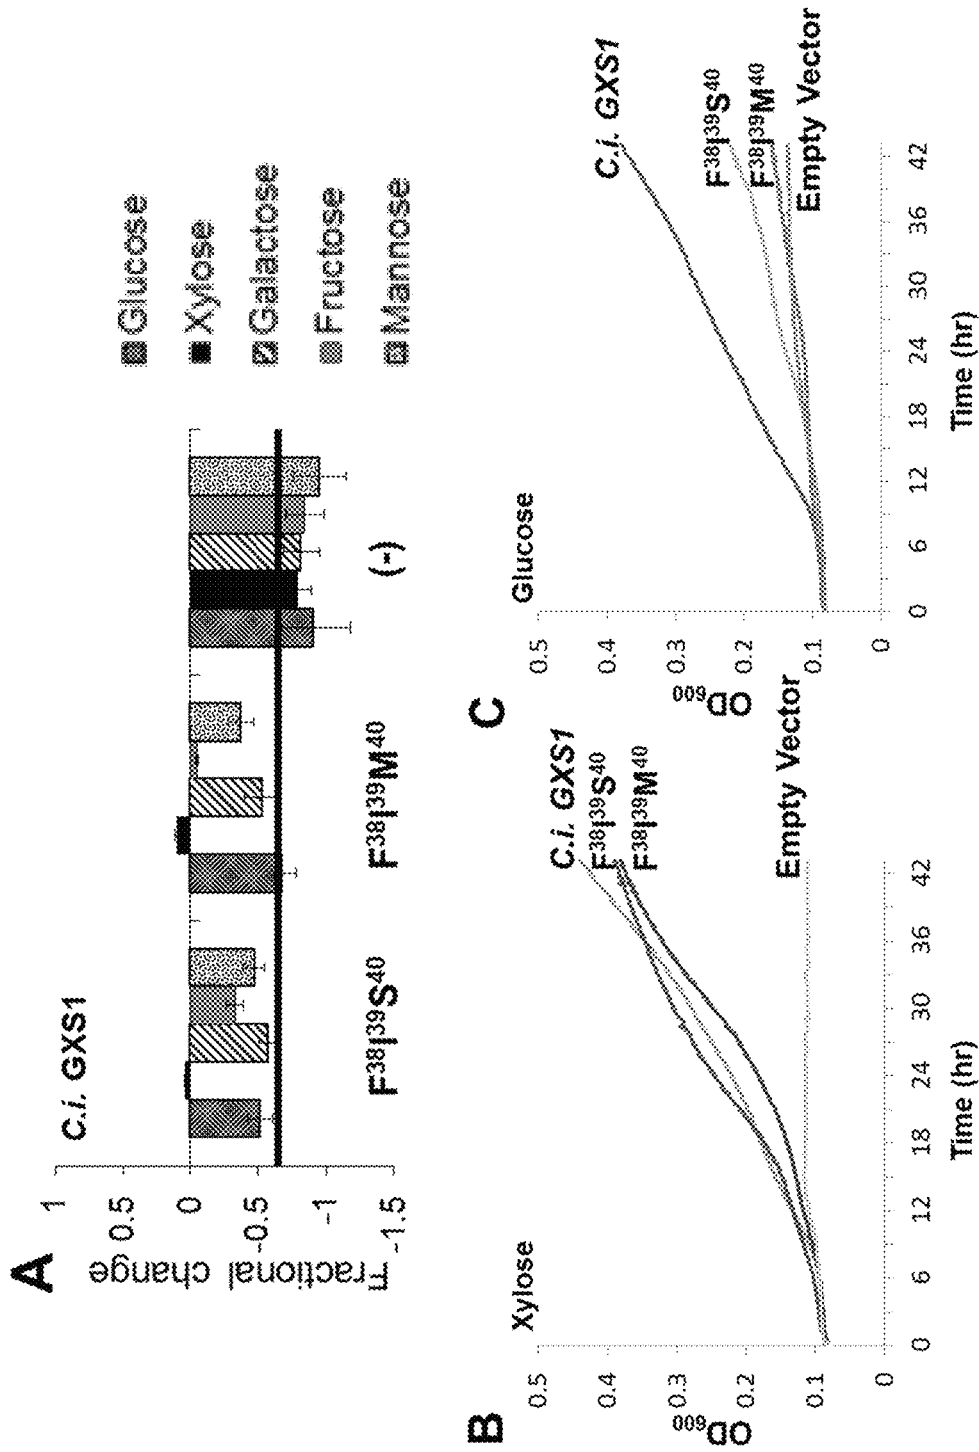 A
C.i. GXS1
Fractional change
1
0.5
0
-0.5
-1
-1.5
F38I39S40
F38I39M40
(-)
Glucose
Xylose
Galactose
Fructose
Mannose
B
Xylose
OD600
0.5
0.4
0.3
0.2
0.1
0
0 6 12 18 24 30 36 42
Time (hr)
C.i. GXS1
F38I39S40
F38I39M40
Empty Vector
C
Glucose
OD600
0.5
0.4
0.3
0.2
0.1
0
0 6 12 18 24 30 36 42
Time (hr)
C.i. GXS1
F38I39S40
F38I39M40
Empty Vector